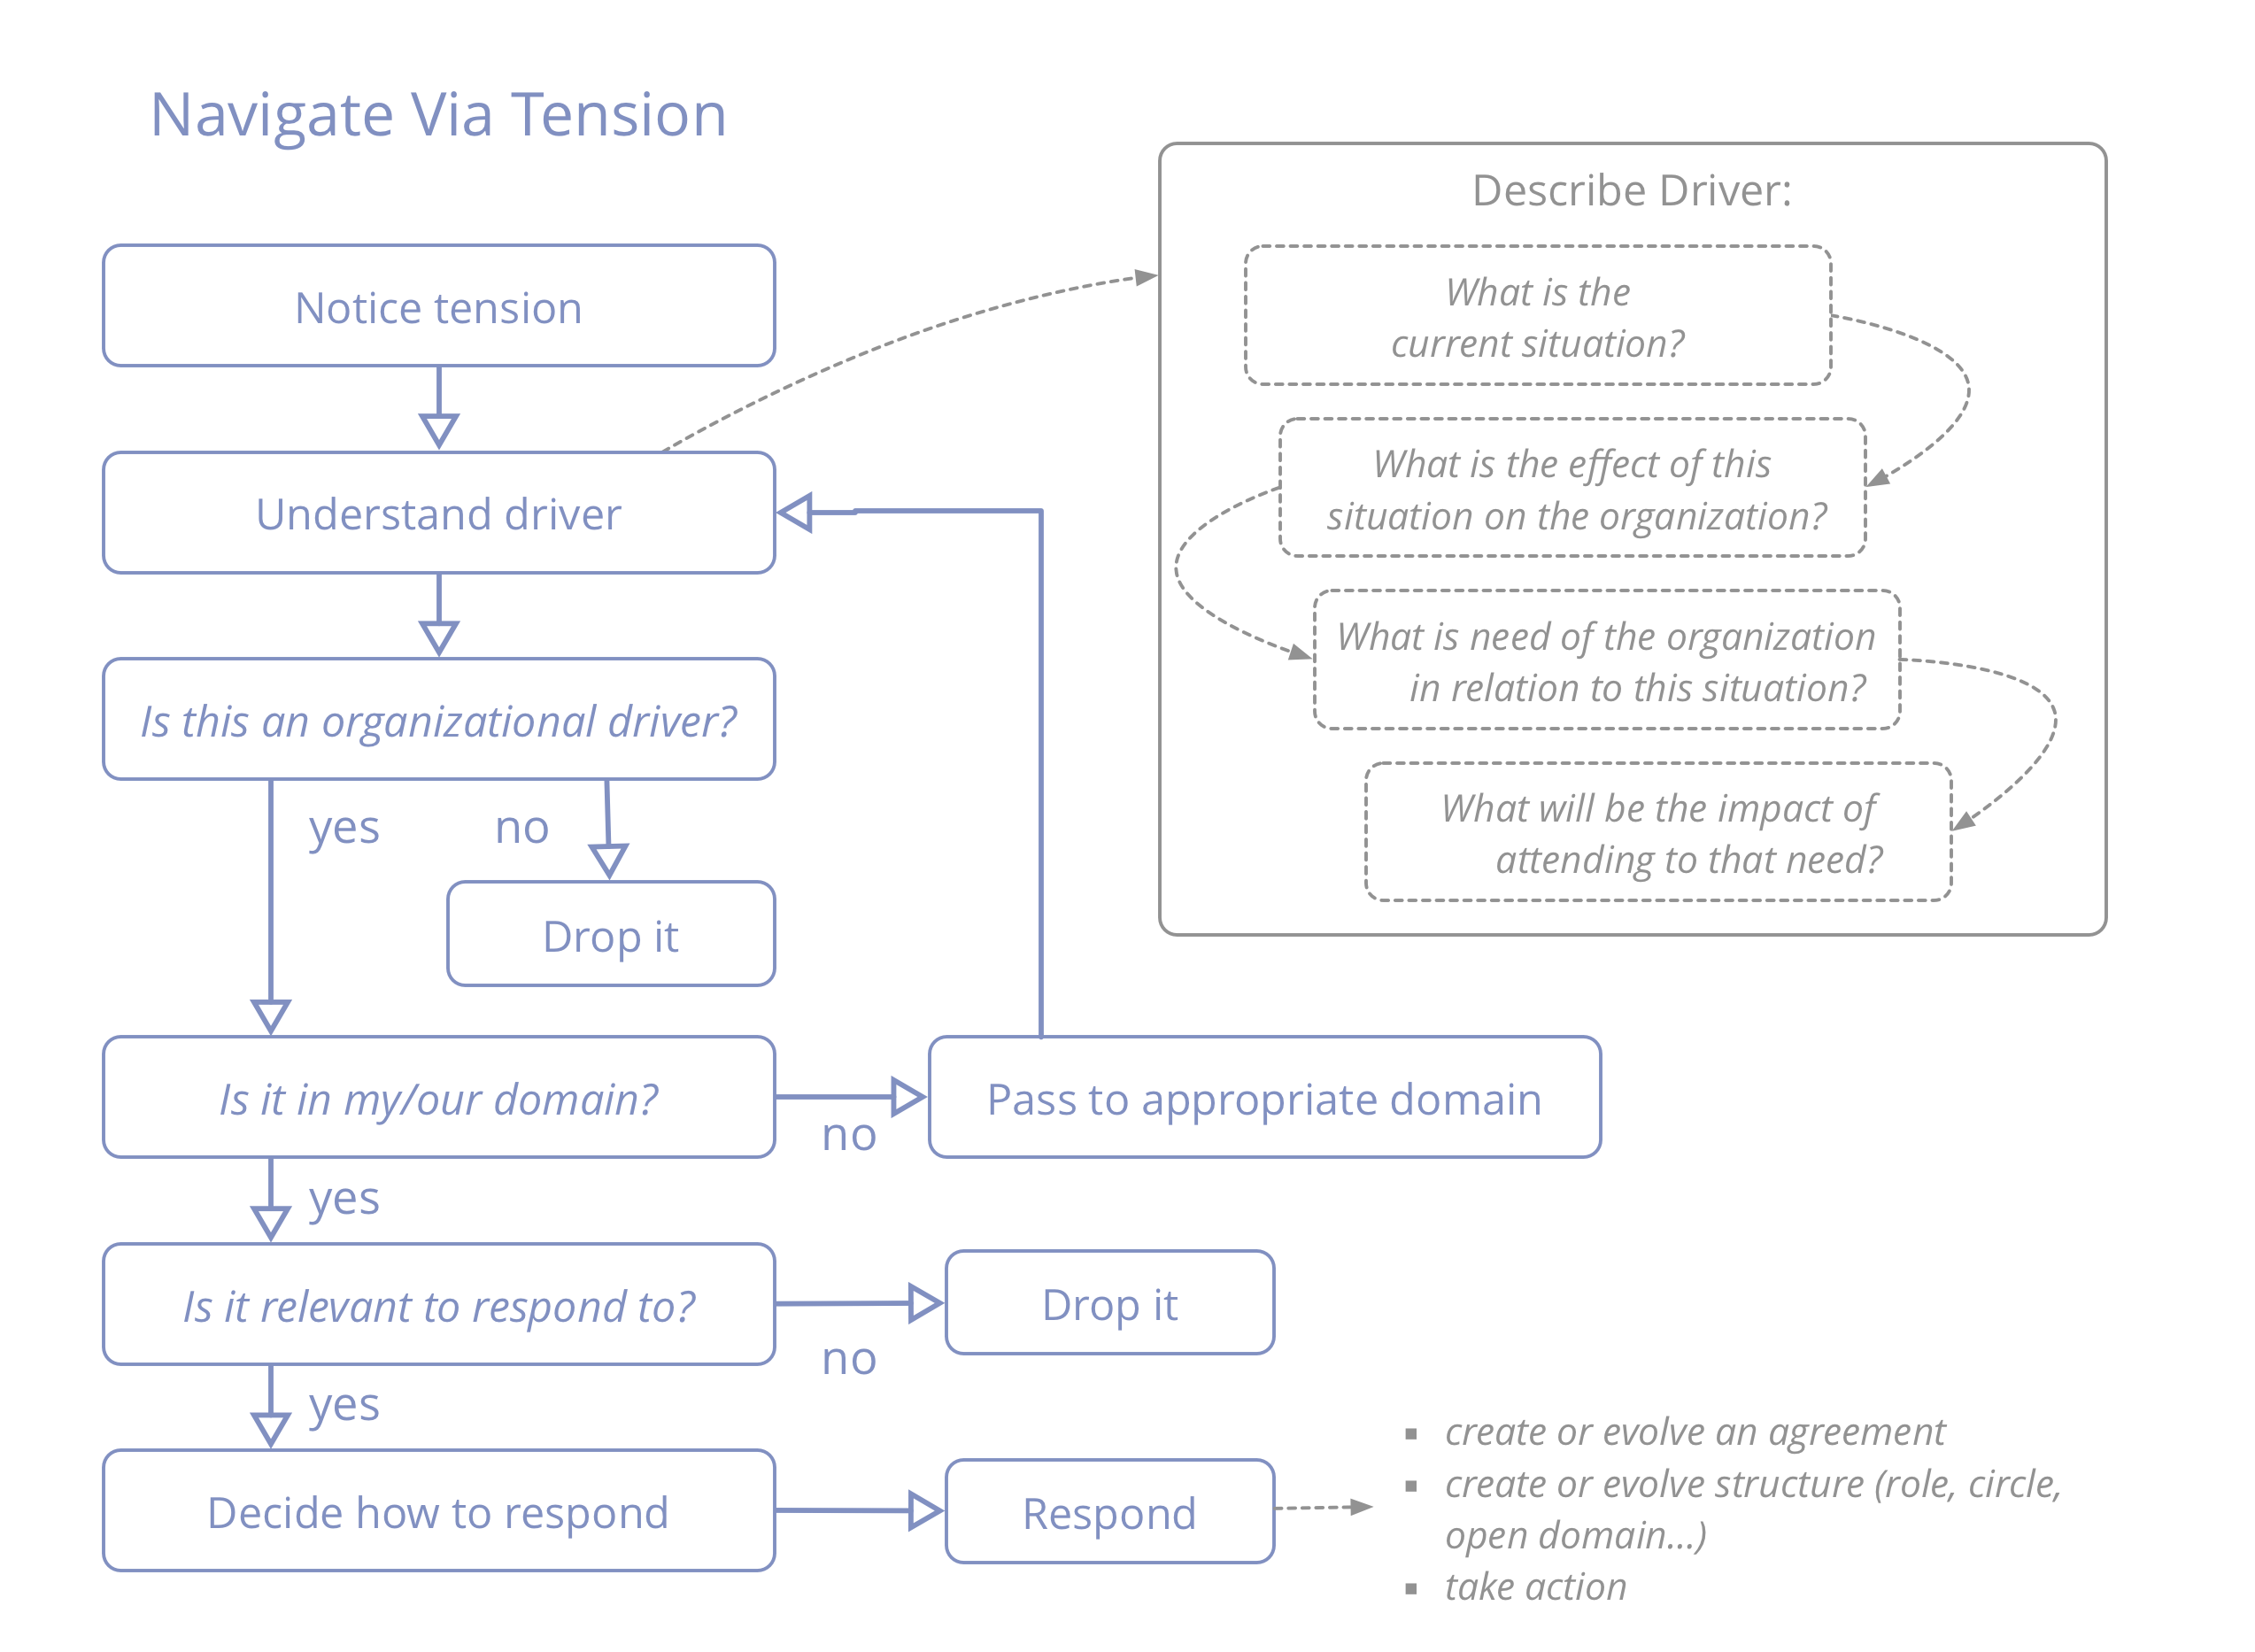 Navigate Via Tension
Notice tension
Understand driver
Is this an organizational driver?
yes
no
Drop it
Is it in my/our domain?
no
Pass to appropriate domain
yes
Is it relevant to respond to?
no
Drop it
yes
Decide how to respond
Respond
▪ create or evolve an agreement
▪ create or evolve structure (role, circle,
open domain...)
▪ take action
Describe Driver:
What is the
current situation?
What is the effect of this
situation on the organization?
What is need of the organization
in relation to this situation?
What will be the impact of
attending to that need?